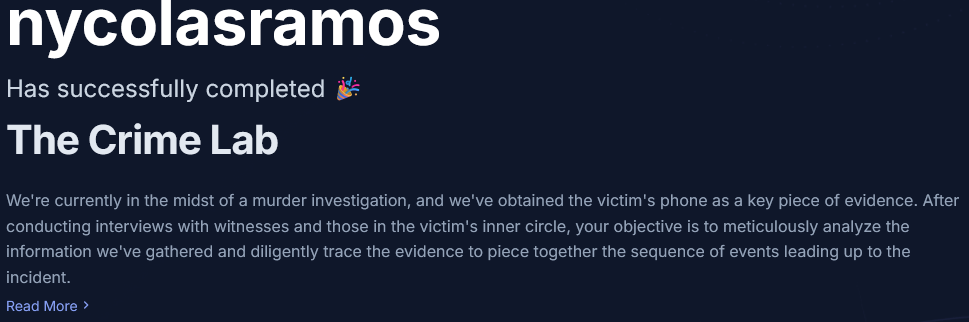 nycolasramos
Has successfully completed 🎉
The Crime Lab
We're currently in the midst of a murder investigation, and we've obtained the victim's phone as a key piece of evidence. After
conducting interviews with witnesses and those in the victim's inner circle, your objective is to meticulously analyze the
information we've gathered and diligently trace the evidence to piece together the sequence of events leading up to the
incident.
Read More >